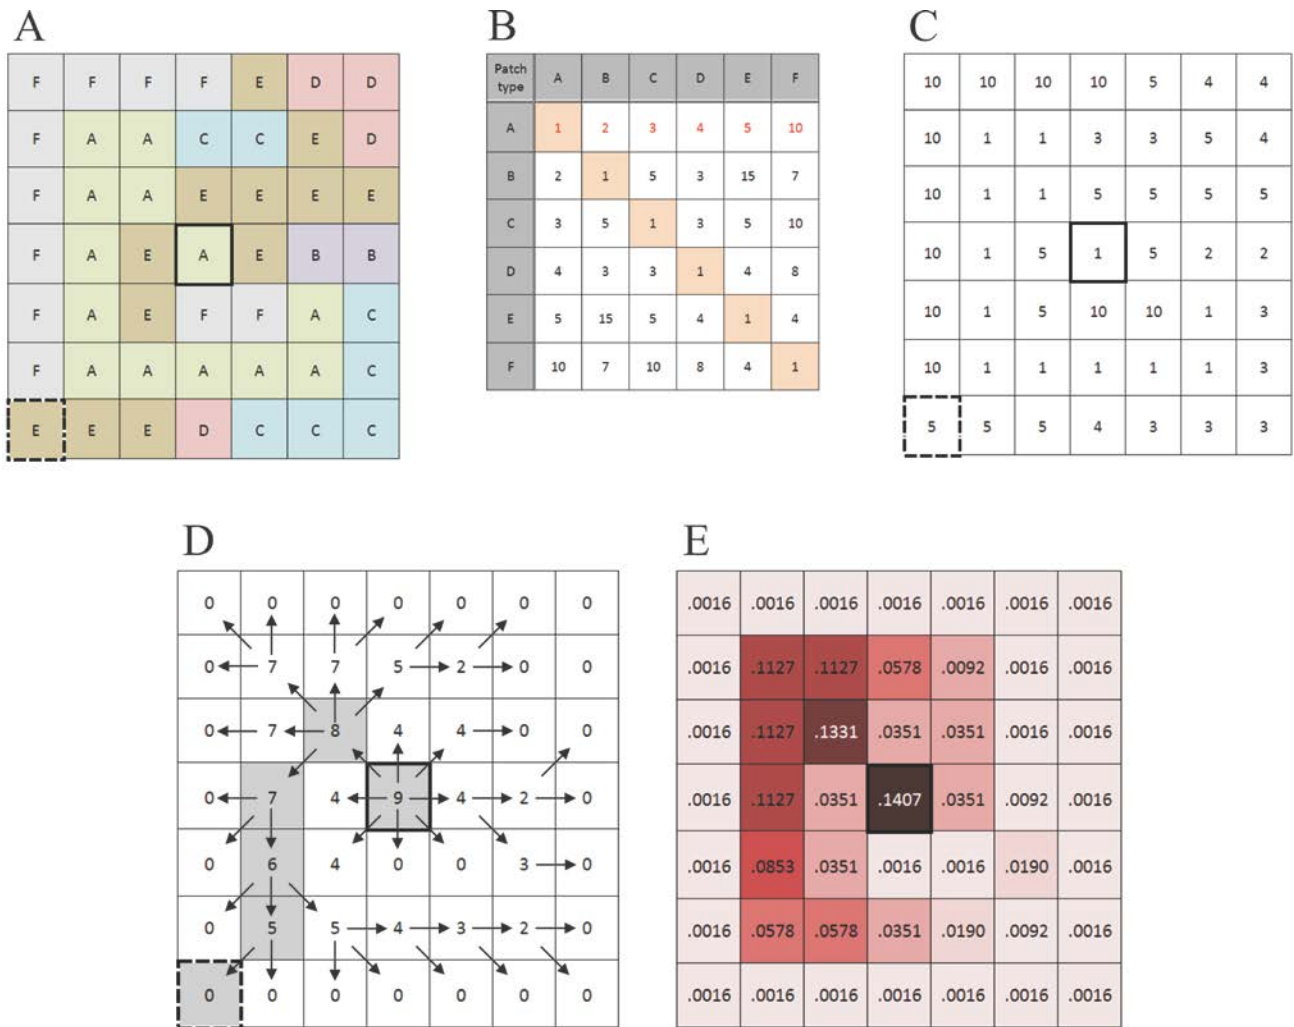 A
F F F F E D D
F A A C C E D
F A A E E E E
F A E A E B B
F A E F F A C
F A A A A A C
E E E D C C C
B
Patch type A B C D E F
A 1 2 3 4 5 10
B 2 1 5 3 15 7
C 3 5 1 3 5 10
D 4 3 3 1 4 8
E 5 15 5 4 1 4
F 10 7 10 8 4 1
C
10 10 10 10 5 4 4
10 1 1 3 3 5 4
10 1 1 5 5 5 5
10 1 5 1 5 2 2
10 1 5 10 10 1 3
10 1 1 1 1 1 3
5 5 5 4 3 3 3
D
0 0 0 0 0 0 0
0 7 7 5 2 0 0
0 7 8 4 4 0 0
0 7 4 9 4 2 0
0 6 4 0 0 3 0
0 5 5 4 3 2 0
0 0 0 0 0 0 0
E
.0016 .0016 .0016 .0016 .0016 .0016 .0016
.0016 .1127 .1127 .0578 .0092 .0016 .0016
.0016 .1127 .1331 .0351 .0351 .0016 .0016
.0016 .1127 .0351 .1407 .0351 .0092 .0016
.0016 .0853 .0351 .0016 .0016 .0190 .0016
.0016 .0578 .0578 .0351 .0190 .0092 .0016
.0016 .0016 .0016 .0016 .0016 .0016 .0016